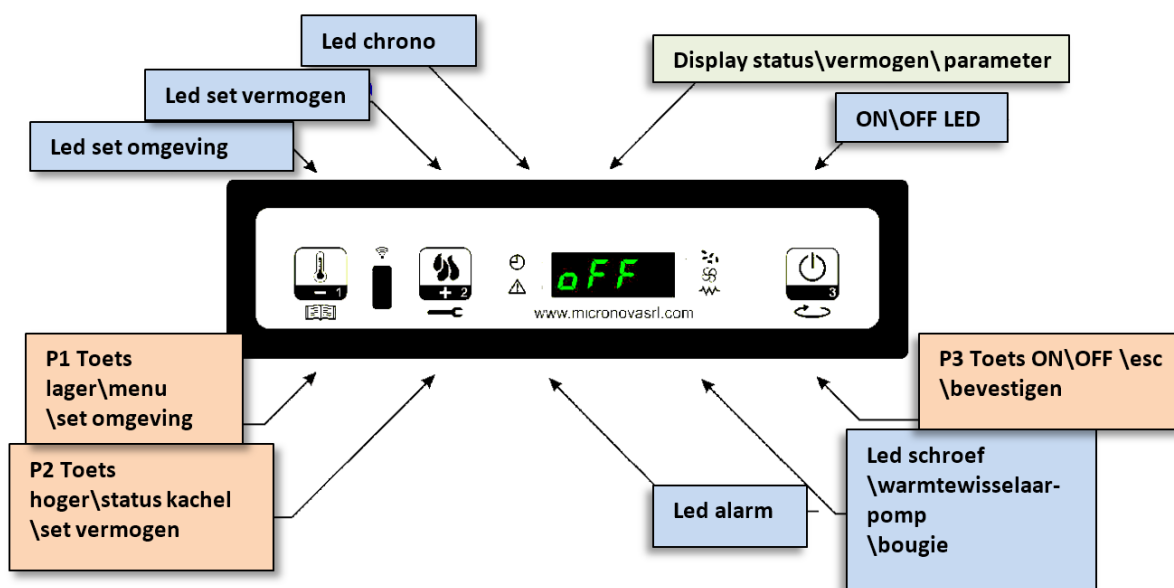 Led chrono
Display status\vermogen\ parameter
Led set vermogen
ON\OFF LED
Led set omgeving
- 1
+ 2
oFF
3
www.micronovasrl.com
P1 Toets
lager\menu
\set omgeving
P3 Toets ON\OFF \esc
\bevestigen
P2 Toets
hoger\status kachel
\set vermogen
Led alarm
Led schroef
\warmtewisselaar-
pomp
\bougie